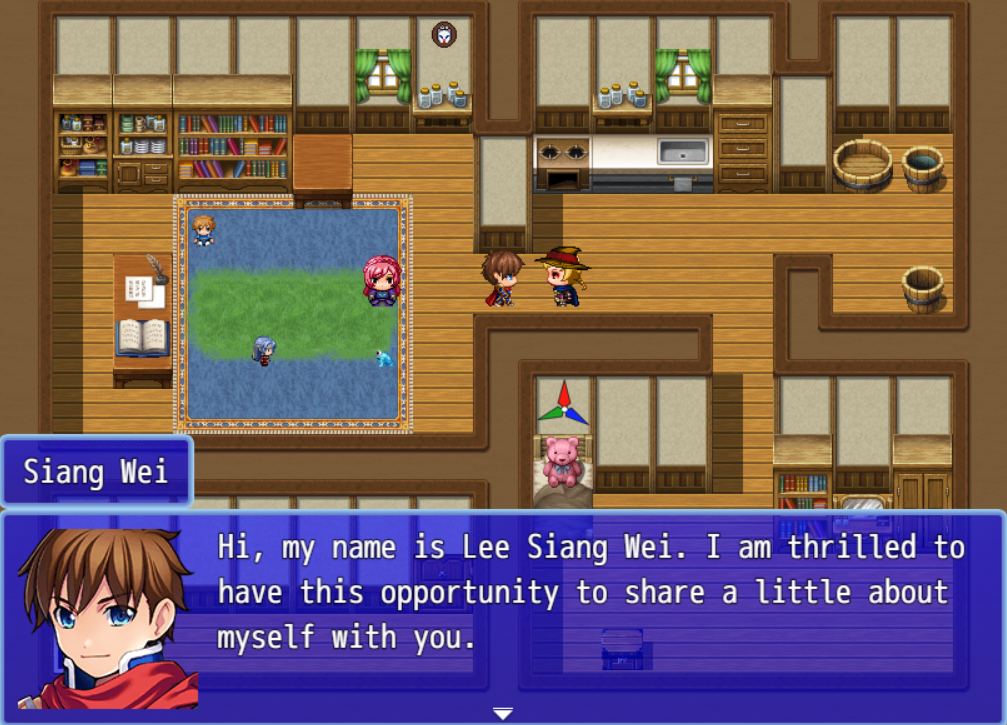 Siang Wei
Hi, my name is Lee Siang Wei. I am thrilled to
have this opportunity to share a little about
myself with you.